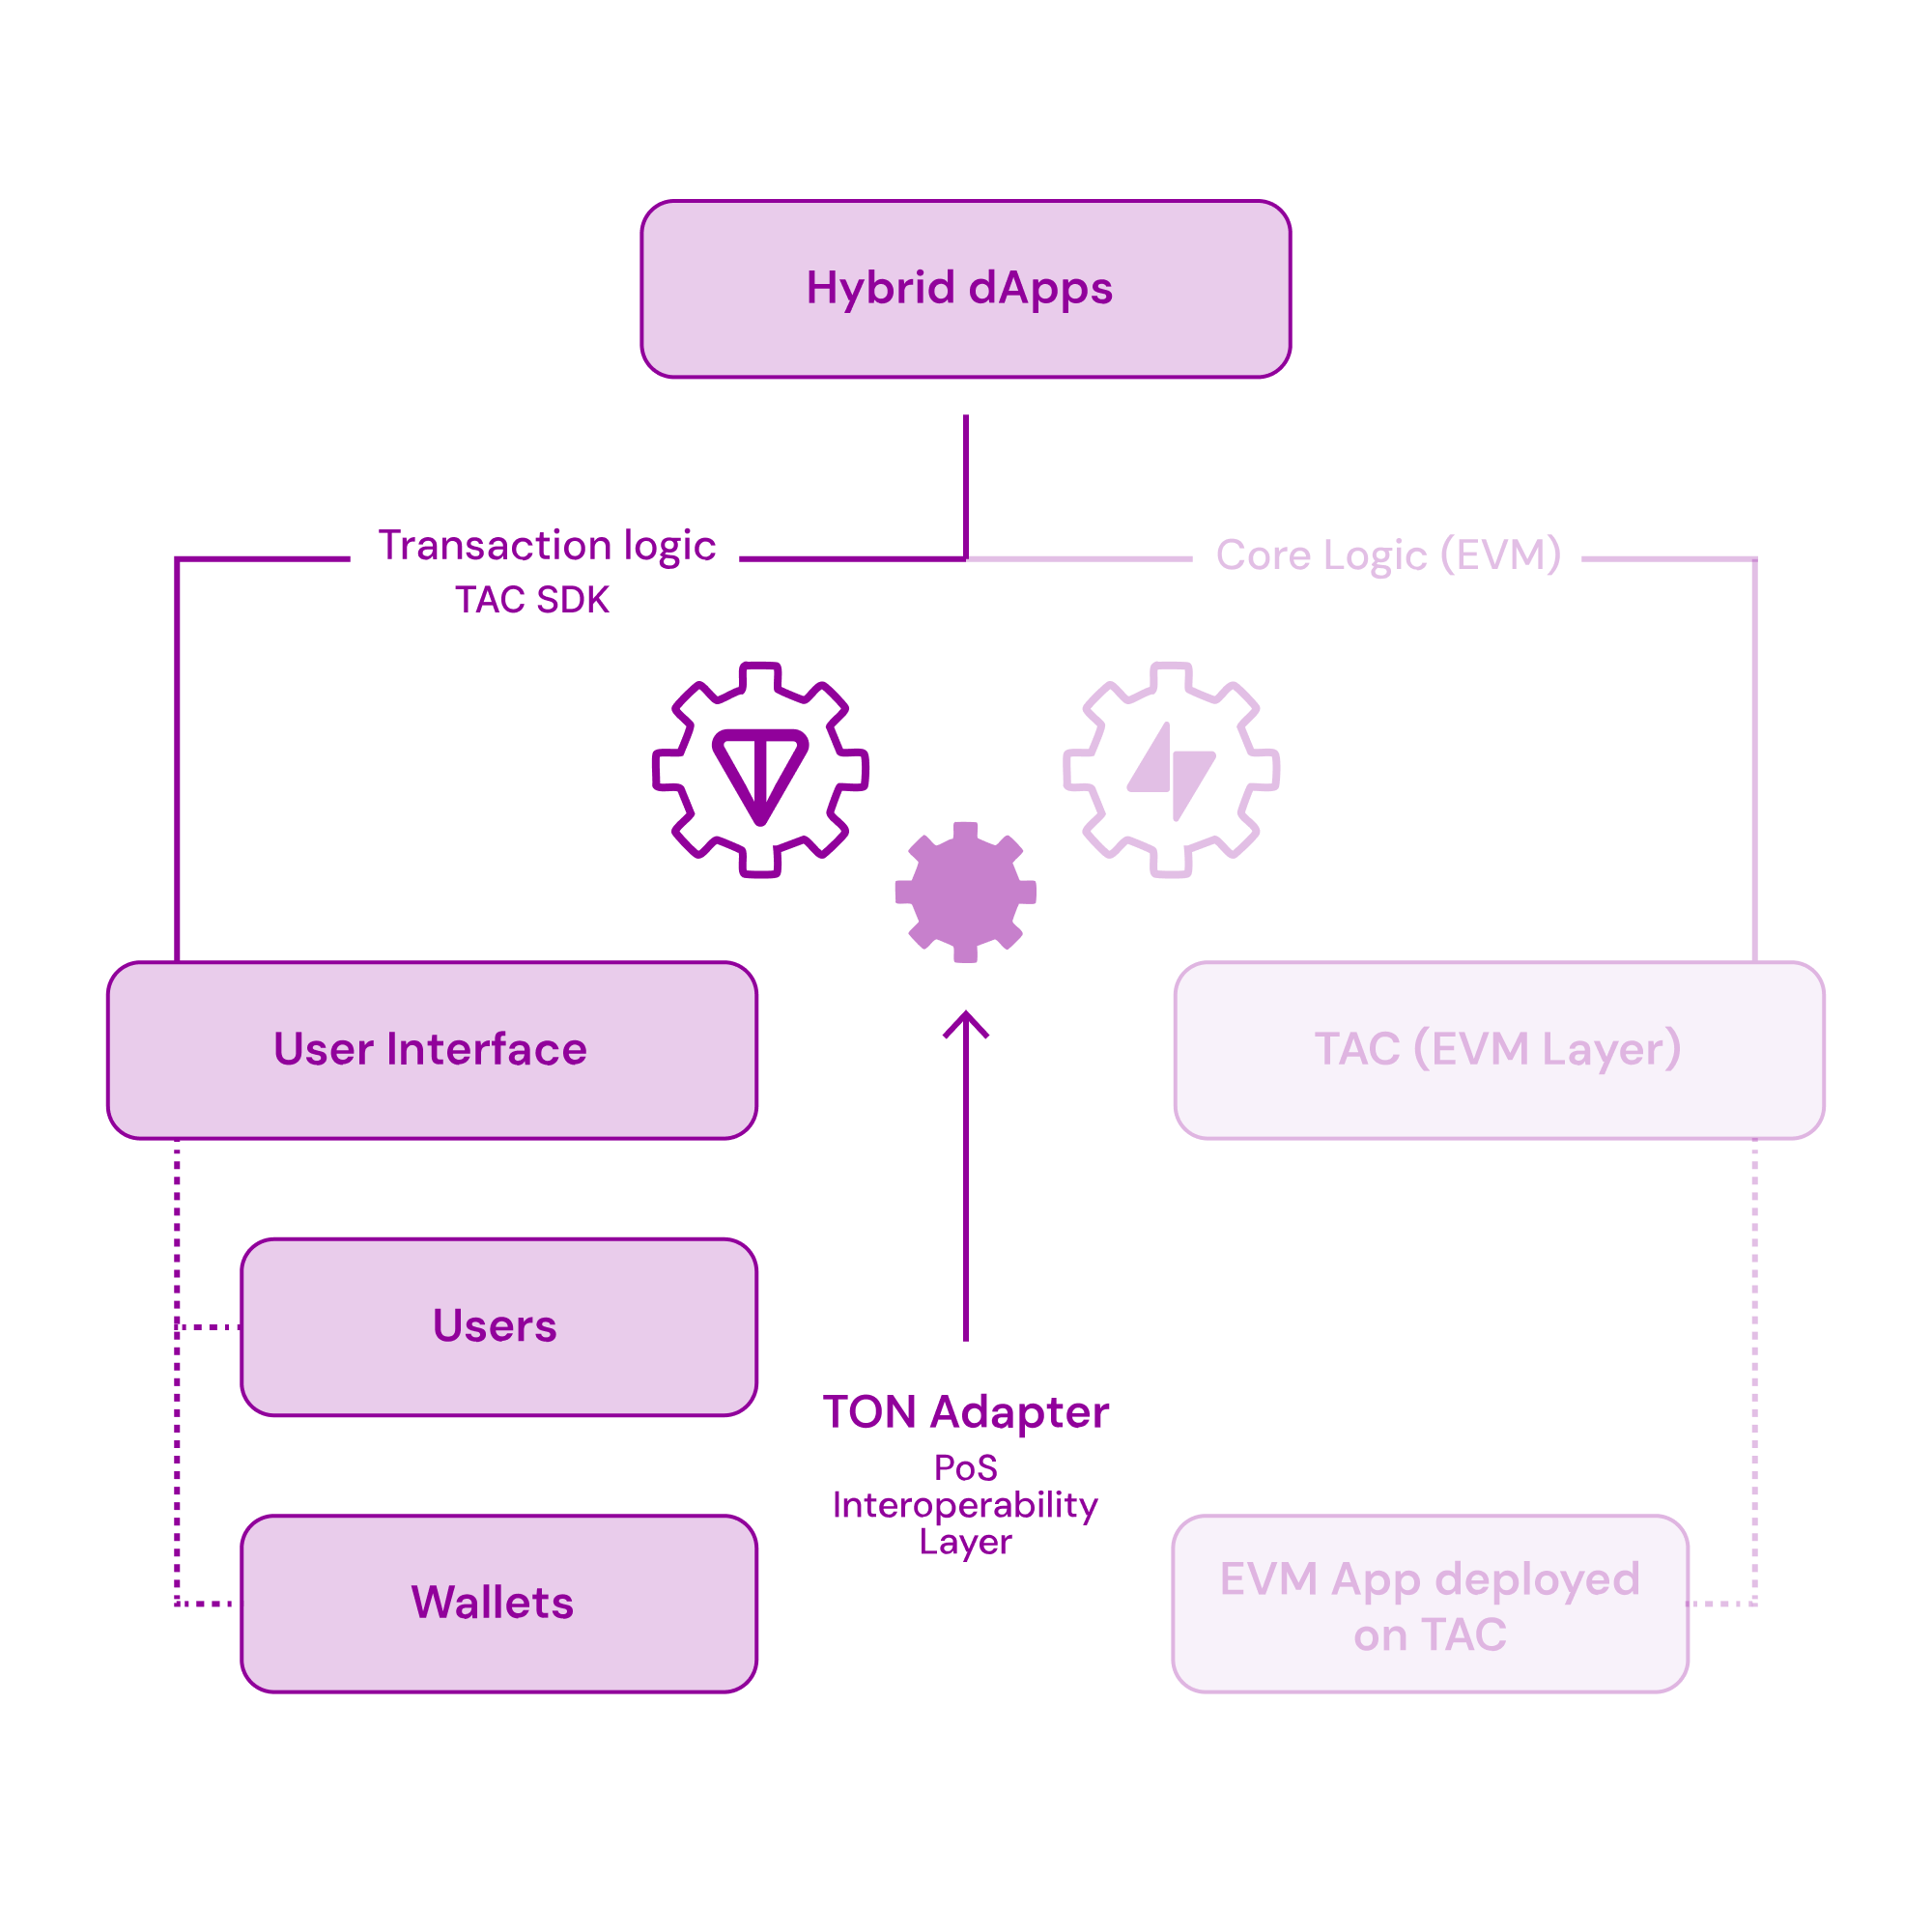 Hybrid dApps
Transaction logic
TAC SDK
Core Logic (EVM)
User Interface
TAC (EVM Layer)
Users
TON Adapter
PoS
Interoperability
Layer
Wallets
EVM App deployed
on TAC